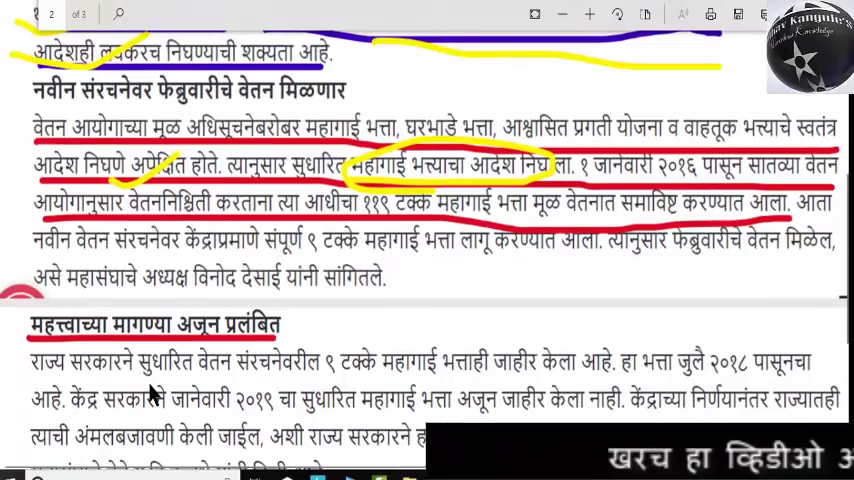 2 of 3
Vaibhav Kangule's
आदेशही लवकरच निघण्याची शक्यता आहे.
नवीन संरचनेवर फेब्रुवारीचे वेतन मिळणार
वेतन आयोगाच्या मूळ अधिसूचनेबरोबर महागाई भत्ता, घरभाडे भत्ता, आश्वासित प्रगती योजना व वाहतूक भत्त्याचे स्वतंत्र
आदेश निघणे अपेक्षित होते. त्यानुसार सुधारित महागाई भत्त्याचा आदेश निघाला. १ जानेवारी २०१६ पासून सातव्या वेतन
आयोगानुसार वेतननिश्चिती करताना त्या आधीचा ११९ टक्के महागाई भत्ता मूळ वेतनात समाविष्ट करण्यात आला. आता
नवीन वेतन संरचनेवर केंद्राप्रमाणे संपूर्ण ९ टक्के महागाई भत्ता लागू करण्यात आला. त्यानुसार फेब्रुवारीचे वेतन मिळेल,
असे महासंघाचे अध्यक्ष विनोद देसाई यांनी सांगितले.
महत्त्वाच्या मागण्या अजून प्रलंबित
राज्य सरकारने सुधारित वेतन संरचनेवरील ९ टक्के महागाई भत्ताही जाहीर केला आहे. हा भत्ता जुलै २०१८ पासूनचा
आहे. केंद्र सरकारने जानेवारी २०१९ चा सुधारित महागाई भत्ता अजून जाहीर केला नाही. केंद्राच्या निर्णयानंतर राज्यातही
त्याची अंमलबजावणी केली जाईल, अशी राज्य सरकारने
खरच हा व्हिडीओ